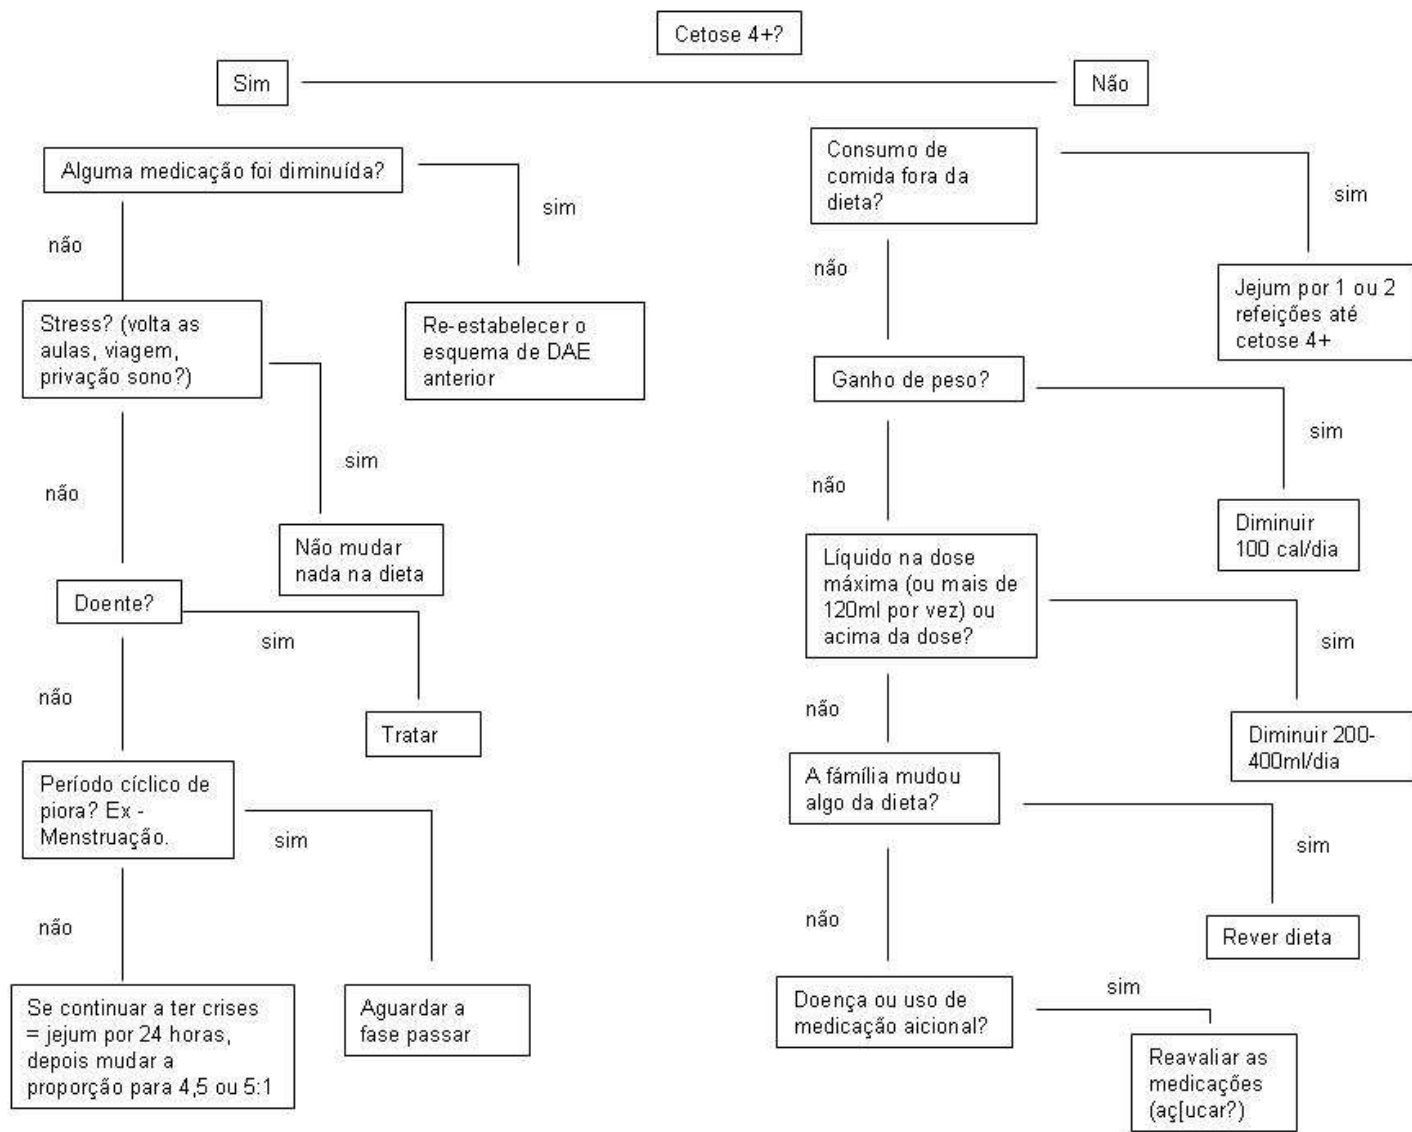 Cetose 4+?
Sim
Não
Alguma medicação foi diminuída?
sim
não
Stress? (volta as
aulas, viagem,
privação sono?)
Re-estabelecer o
esquema de DAE
anterior
sim
não
Não mudar
nada na dieta
Doente?
sim
não
Tratar
Período cíclico de
piora? Ex -
Menstruação.
sim
não
Se continuar a ter crises
= jejum por 24 horas,
depois mudar a
proporção para 4,5 ou 5:1
Aguardar a
fase passar
Consumo de
comida fora da
dieta?
sim
não
Jejum por 1 ou 2
refeições até
cetose 4+
Ganho de peso?
sim
não
Diminuir
100 cal/dia
Líquido na dose
máxima (ou mais de
120ml por vez) ou
acima da dose?
sim
não
Diminuir 200-
400ml/dia
A fámília mudou
algo da dieta?
sim
não
Rever dieta
Doença ou uso de
medicação aicional?
sim
Reavaliar as
medicações
(aç[ucar?)